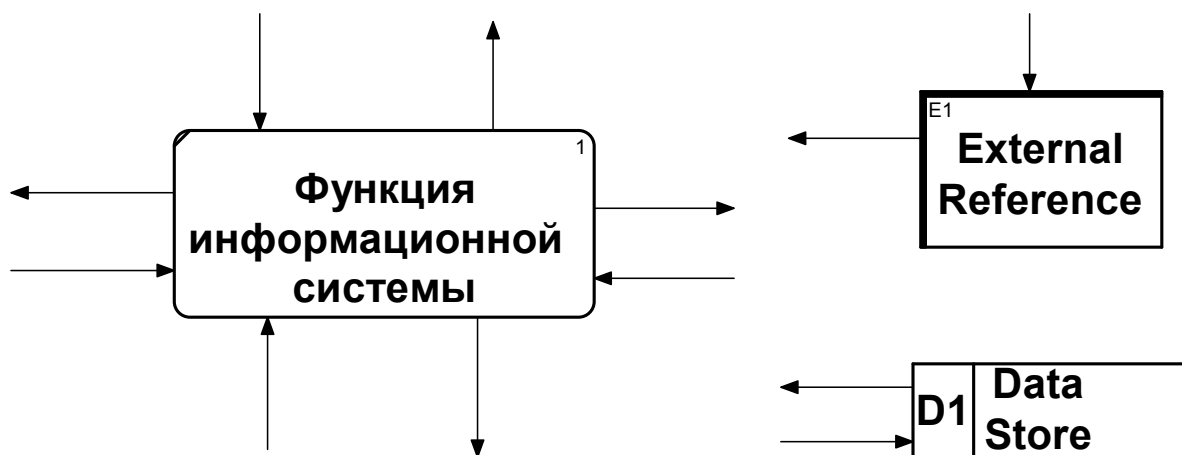 1
Функция
информационной
системы
E1
External
Reference
D1
Data
Store